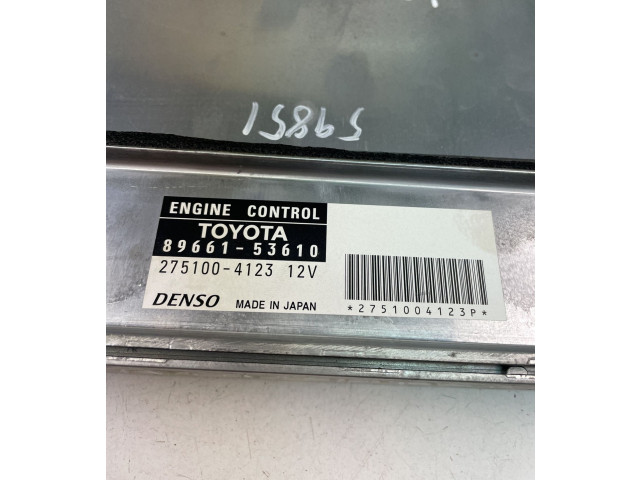 15865
ENGINE CONTROL
TOYOTA
89661-53610
275100-4123 12V
DENSO MADE IN JAPAN
*2751004123P*